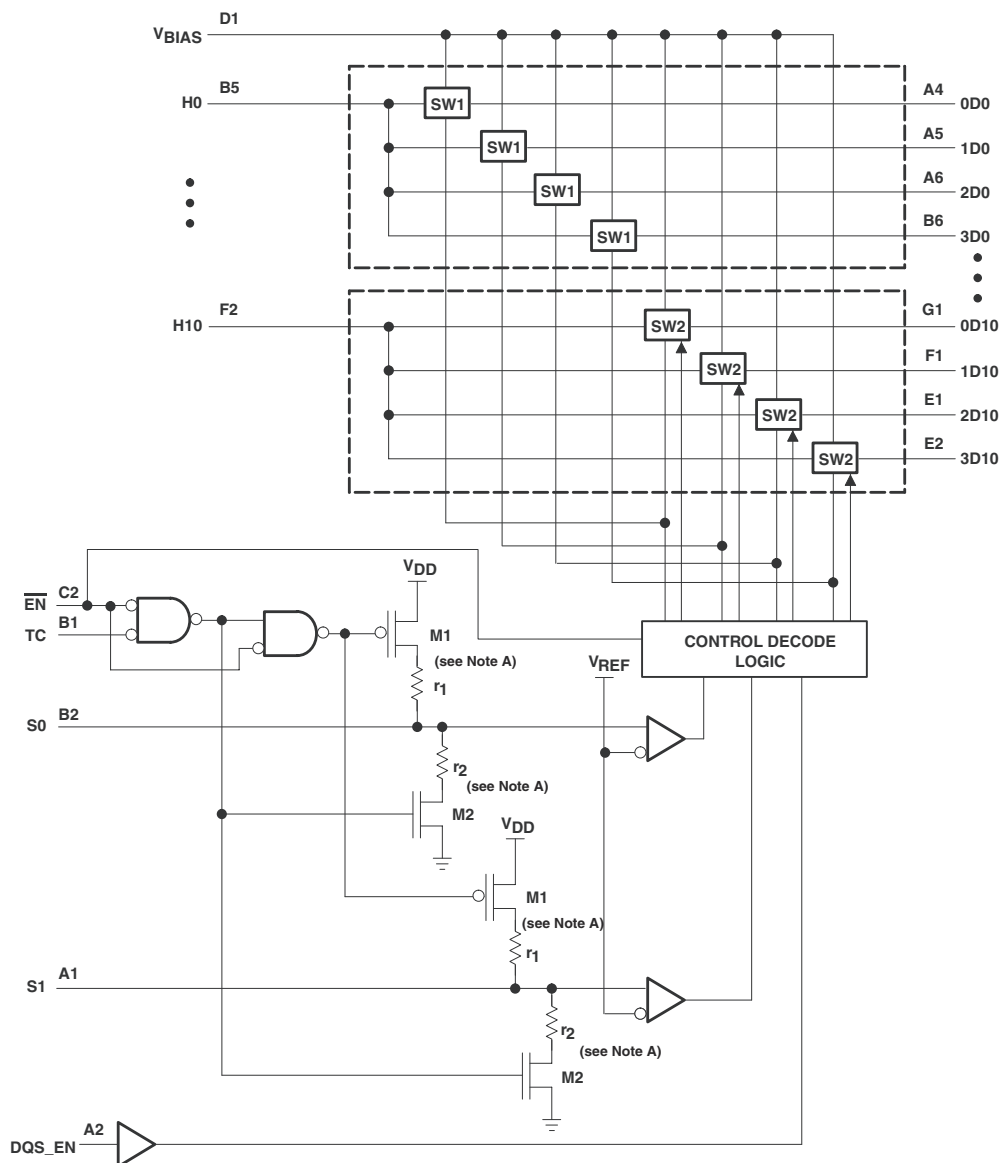 D1
VBIAS
H0 B5 SW1 A4 0D0
SW1 A5 1D0
SW1 A6 2D0
SW1 B6 3D0
H10 F2 SW2 G1 0D10
SW2 F1 1D10
SW2 E1 2D10
SW2 E2 3D10
VDD
EN C2
TC B1
M1
(see Note A)
r1
CONTROL DECODE
LOGIC
VREF
S0 B2
r2
(see Note A)
M2
VDD
M1
(see Note A)
r1
S1 A1
r2
(see Note A)
M2
DQS_EN A2